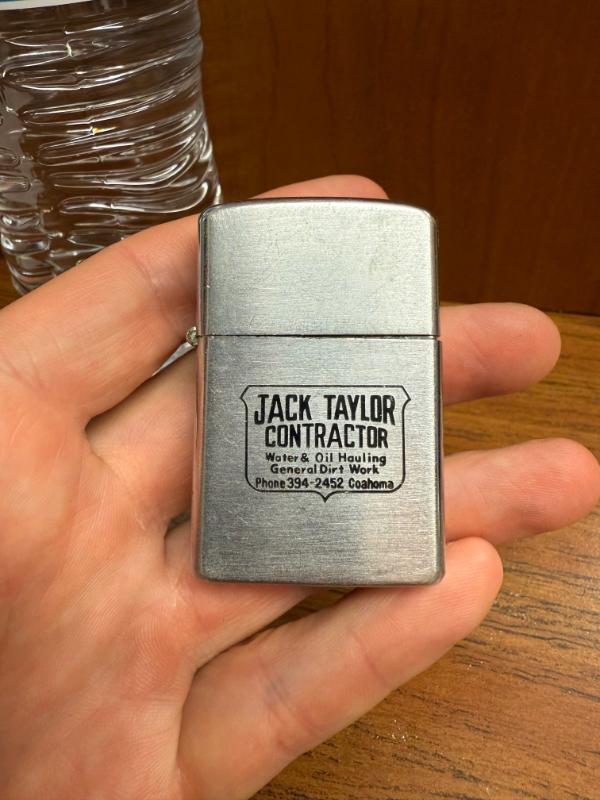 JACK TAYLOR
CONTRACTOR
Water & Oil Hauling
General Dirt Work
Phone 394-2452 Coahoma